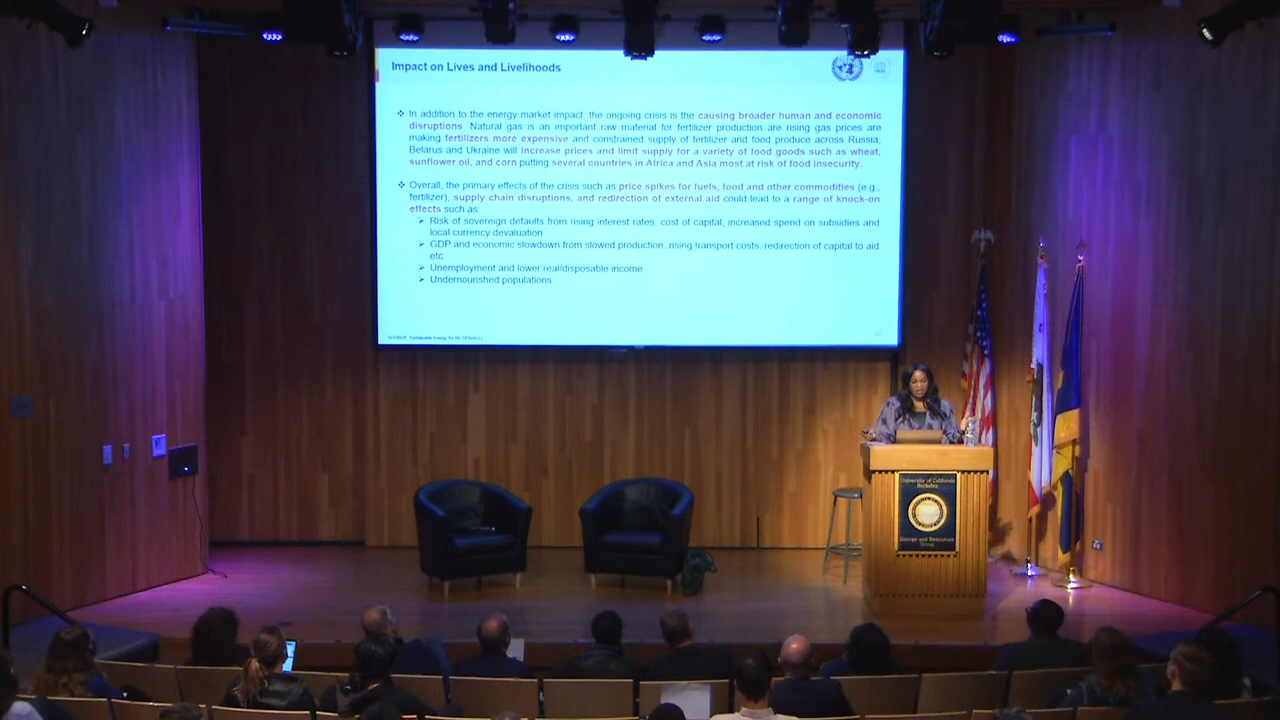 Impact on Lives and Livelihoods
❖ In addition to the energy market impact, the ongoing crisis is the causing broader human and economic
disruptions. Natural gas is an important raw material for fertilizer production are rising gas prices are
making fertilizers more expensive and constrained supply of fertilizer and food produce across Russia,
Belarus and Ukraine will increase prices and limit supply for a variety of food goods such as wheat,
sunflower oil, and corn putting several countries in Africa and Asia most at risk of food insecurity.
❖ Overall, the primary effects of the crisis such as price spikes for fuels, food and other commodities (e.g.,
fertilizer), supply chain disruptions, and redirection of external aid could lead to a range of knock-on
effects such as:
➢ Risk of sovereign defaults from rising interest rates, cost of capital, increased spend on subsidies and
local currency devaluation
➢ GDP and economic slowdown from slowed production, rising transport costs, redirection of capital to aid
etc.
➢ Unemployment and lower real/disposable income
➢ Undernourished populations
SOURCE: Sustainable Energy for All (SEforALL)
University of California
Berkeley
Energy and Resources
Group